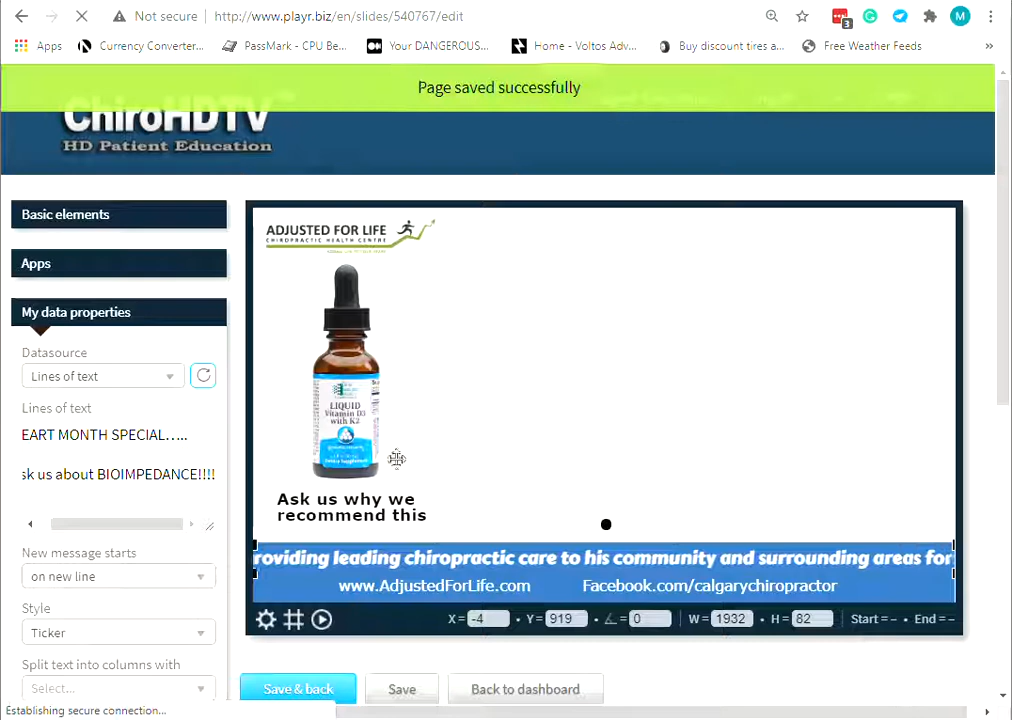 Not secure http://www.playr.biz/en/slides/540767/edit
3 M
Apps Currency Converter... PassMark - CPU Be... Your DANGEROUS... Home - Voltos Adv... Buy discount tires a... Free Weather Feeds »
Page saved successfully
ChiroHDTV
HD Patient Education
Basic elements
Apps
My data properties
Datasource
Lines of text
Lines of text
EART MONTH SPECIAL.....
sk us about BIOIMPEDANCE!!!!
New message starts
on new line
Style
Ticker
Split text into columns with
Select...
ADJUSTED FOR LIFE
CHIROPRACTIC HEALTH CENTRE
LIQUID
Vitamin D3
with K2
Ask us why we
recommend this
roviding leading chiropractic care to his community and surrounding areas for
www.AdjustedForLife.com Facebook.com/calgarychiropractor
X = -4 • Y = 919 • ∠ = 0 W = 1932 • H = 82 Start = – • End = –
Save & back Save Back to dashboard
Establishing secure connection...